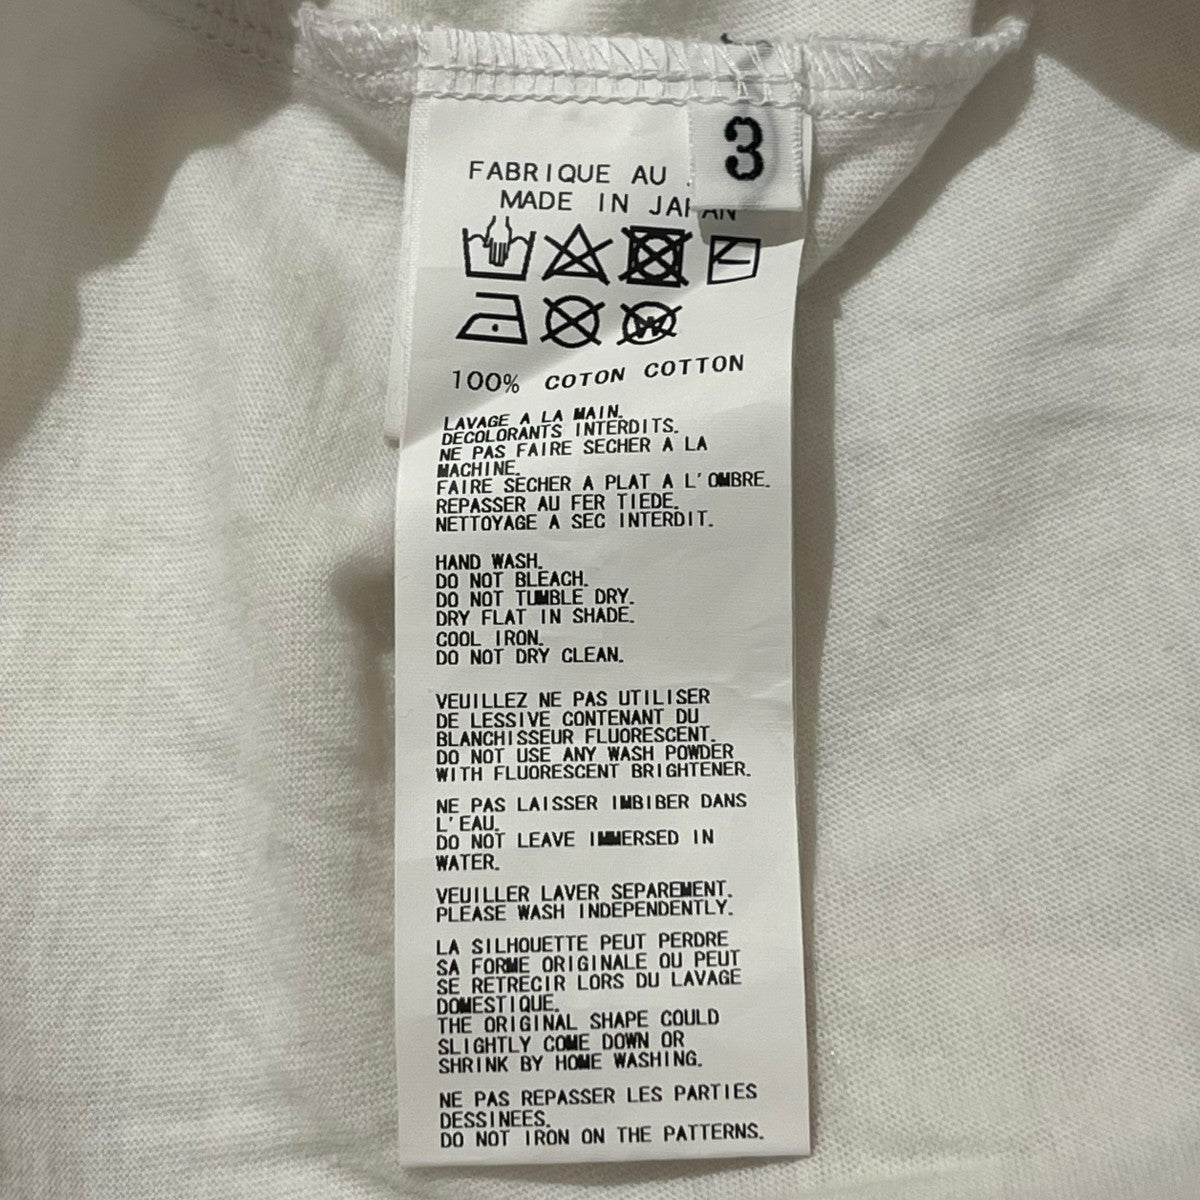 3
FABRIQUE AU
MADE IN JAPAN
W
100% COTON COTTON
LAVAGE A LA MAIN.
DECOLORANTS INTERDITS.
NE PAS FAIRE SECHER A LA
MACHINE.
FAIRE SECHER A PLAT A L'OMBRE.
REPASSER AU FER TIEDE.
NETTOYAGE A SEC INTERDIT.
HAND WASH.
DO NOT BLEACH.
DO NOT TUMBLE DRY.
DRY FLAT IN SHADE.
COOL IRON.
DO NOT DRY CLEAN.
VEUILLEZ NE PAS UTILISER
DE LESSIVE CONTENANT DU
BLANCHISSEUR FLUORESCENT.
DO NOT USE ANY WASH POWDER
WITH FLUORESCENT BRIGHTENER.
NE PAS LAISSER IMBIBER DANS
L'EAU.
DO NOT LEAVE IMMERSED IN
WATER.
VEUILLER LAVER SEPAREMENT.
PLEASE WASH INDEPENDENTLY.
LA SILHOUETTE PEUT PERDRE
SA FORME ORIGINALE OU PEUT
SE RETRECIR LORS DU LAVAGE
DOMESTIQUE.
THE ORIGINAL SHAPE COULD
SLIGHTLY COME DOWN OR
SHRINK BY HOME WASHING.
NE PAS REPASSER LES PARTIES
DESSINEES.
DO NOT IRON ON THE PATTERNS.